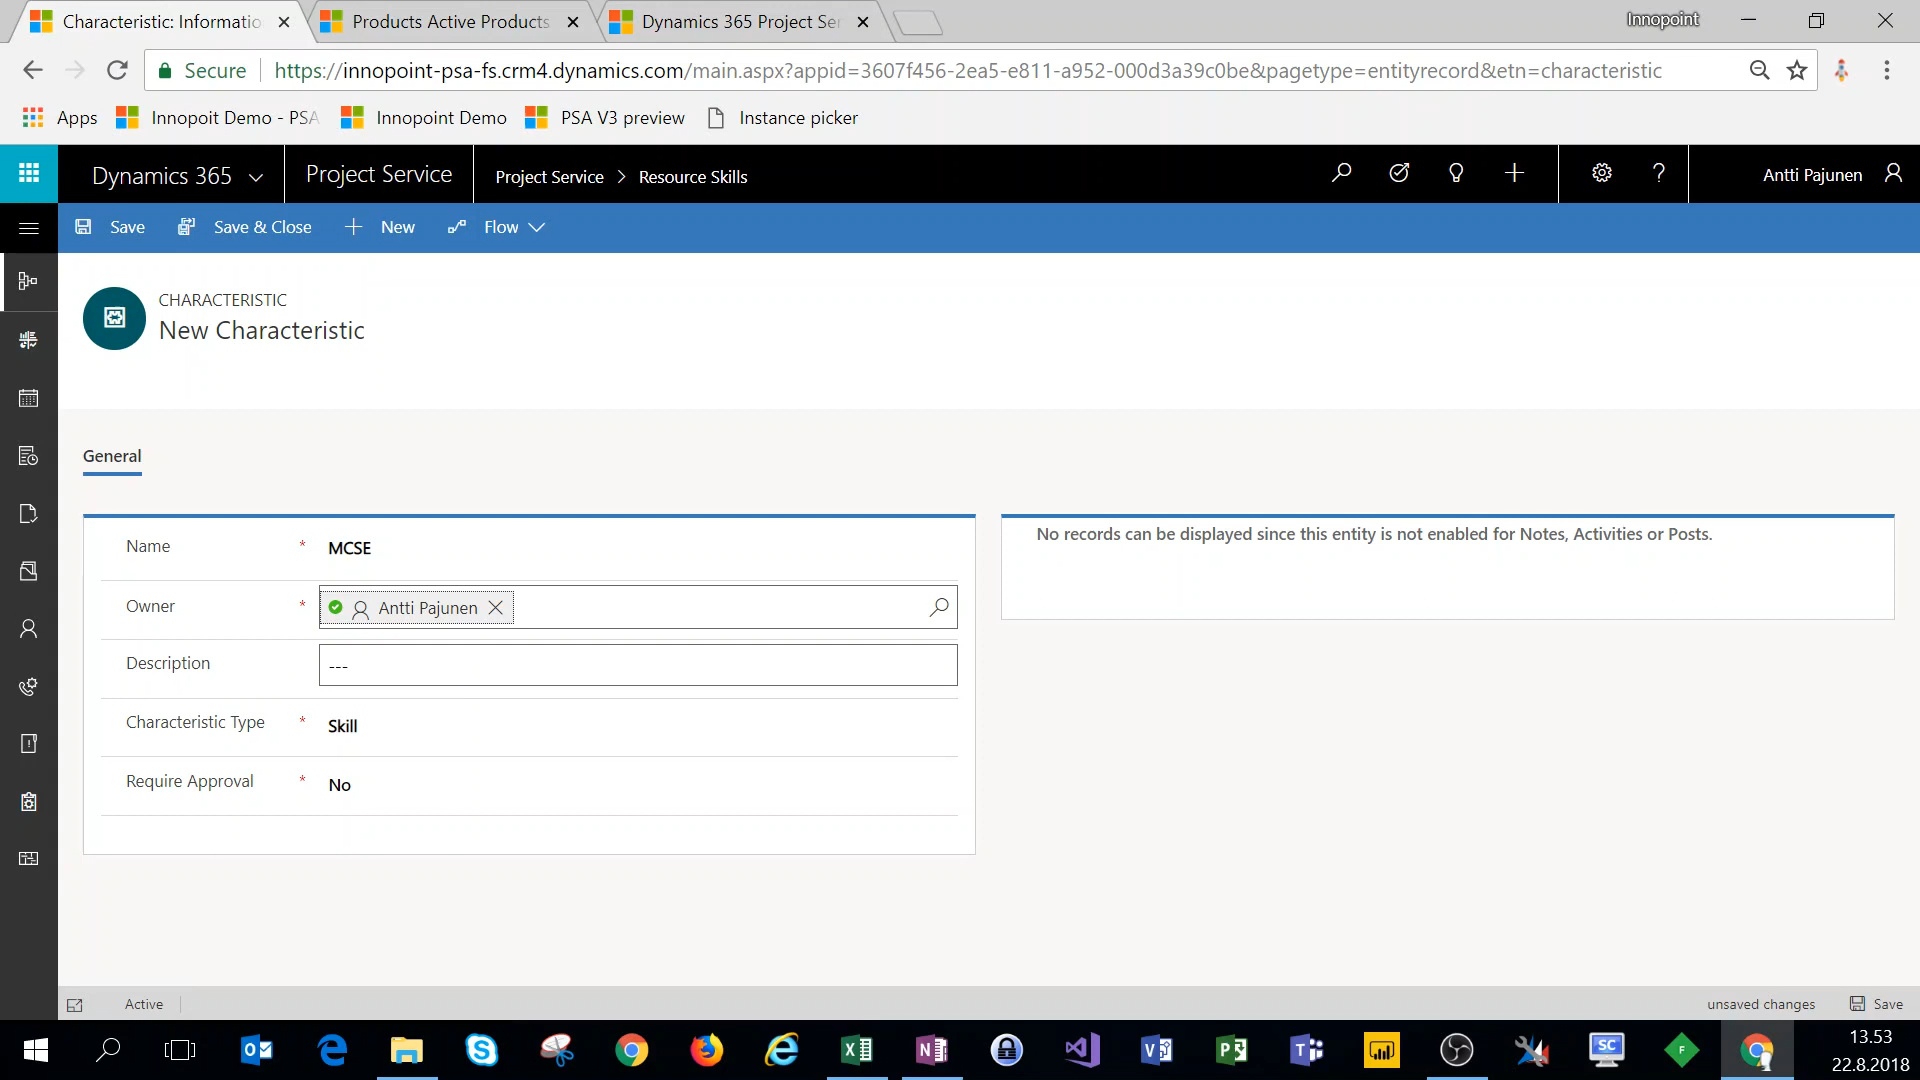 Characteristic: Informatio
Products Active Products
Dynamics 365 Project Ser
Innopoint
Secure
https://innopoint-psa-fs.crm4.dynamics.com/main.aspx?appid=3607f456-2ea5-e811-a952-000d3a39c0be&pagetype=entityrecord&etn=characteristic
Apps
Innopoit Demo - PSA
Innopoint Demo
PSA V3 preview
Instance picker
Dynamics 365
Project Service
Project Service > Resource Skills
Antti Pajunen
Save
Save & Close
New
Flow
CHARACTERISTIC
New Characteristic
General
Name * MCSE
Owner * Antti Pajunen
Description ---
Characteristic Type * Skill
Require Approval * No
No records can be displayed since this entity is not enabled for Notes, Activities or Posts.
Active
unsaved changes
Save
13.53
22.8.2018